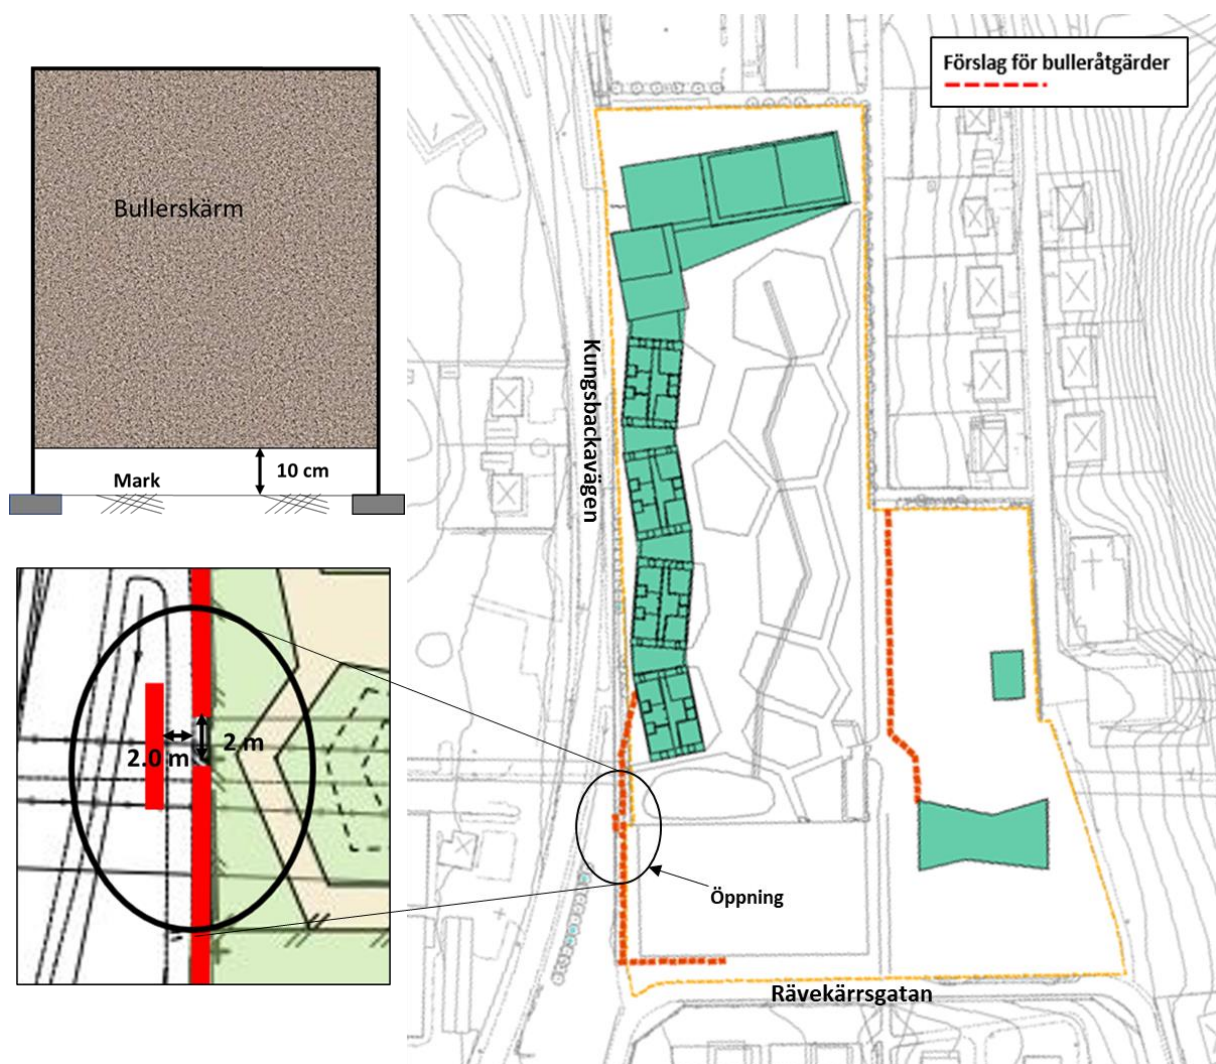 Förslag för bulleråtgärder
Bullerskärm
10 cm
Mark
Kungsbackavägen
2.0 m
2 m
Öppning
Rävekärrsgatan